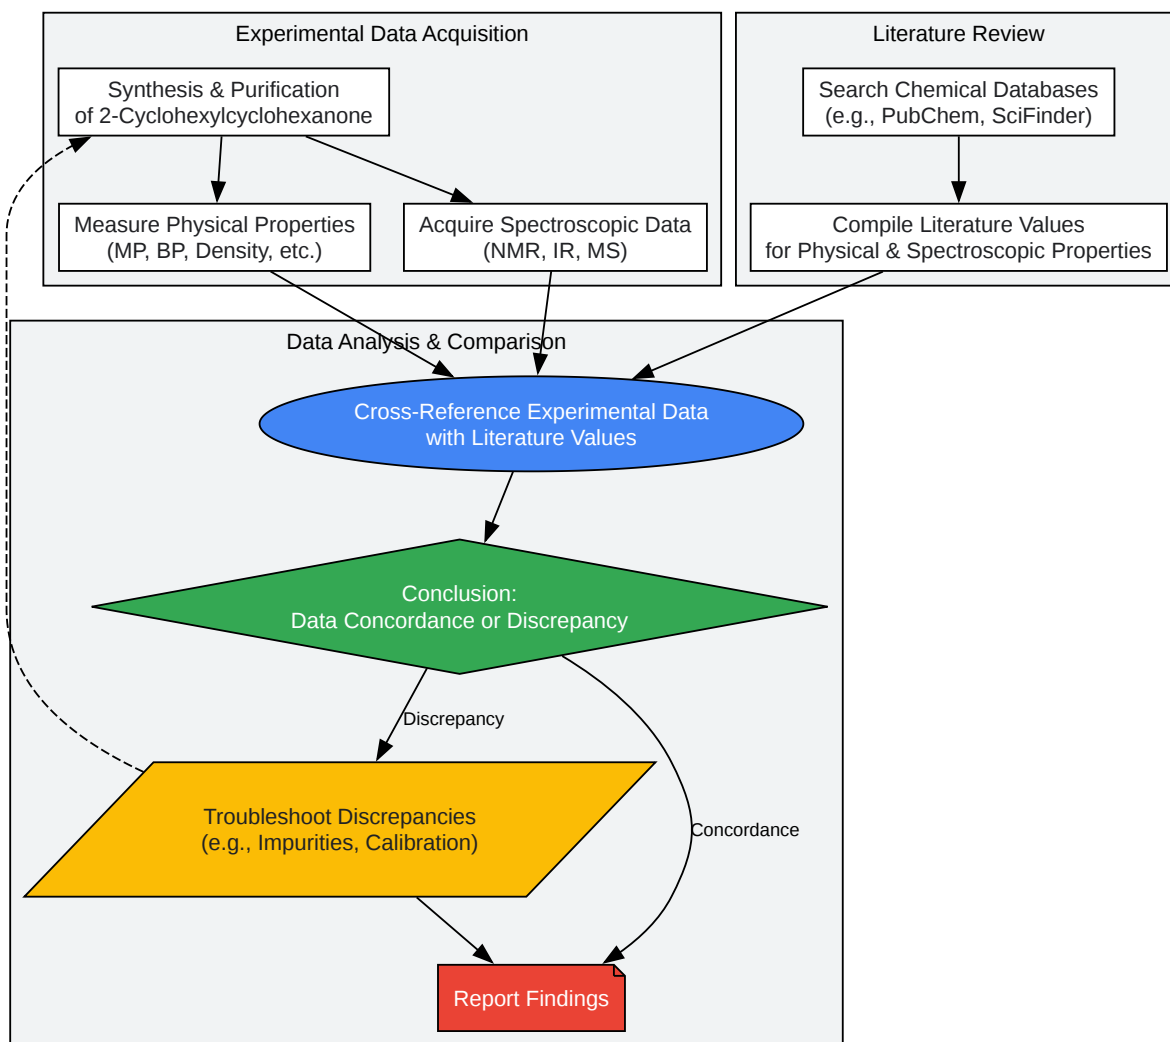 Experimental Data Acquisition
Synthesis & Purification
of 2-Cyclohexylcyclohexanone
Measure Physical Properties
(MP, BP, Density, etc.)
Acquire Spectroscopic Data
(NMR, IR, MS)
Literature Review
Search Chemical Databases
(e.g., PubChem, SciFinder)
Compile Literature Values
for Physical & Spectroscopic Properties
Data Analysis & Comparison
Cross-Reference Experimental Data
with Literature Values
Conclusion:
Data Concordance or Discrepancy
Discrepancy
Troubleshoot Discrepancies
(e.g., Impurities, Calibration)
Concordance
Report Findings